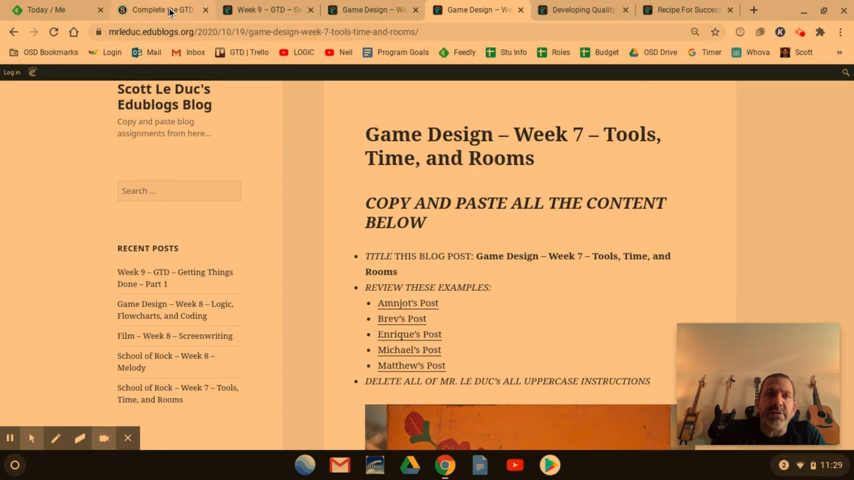 Today / Me
Complete the GTD
Week 9 – GTD – Ge
Game Design – We
Game Design – We
Developing Quality
Recipe For Success
mrleduc.edublogs.org/2020/10/19/game-design-week-7-tools-time-and-rooms/
OSD Bookmarks
Login
Mail
Inbox
GTD | Trello
LOGIC
Neil
Program Goals
Feedly
Stu Info
Roles
Budget
OSD Drive
Timer
Whova
Scott
Log in
Scott Le Duc's
Edublogs Blog
Copy and paste blog
assignments from here...
Search …
RECENT POSTS
Week 9 – GTD – Getting Things
Done – Part 1
Game Design – Week 8 – Logic,
Flowcharts, and Coding
Film – Week 8 – Screenwriting
School of Rock – Week 8 –
Melody
School of Rock – Week 7 – Tools,
Time, and Rooms
Game Design – Week 7 – Tools,
Time, and Rooms
COPY AND PASTE ALL THE CONTENT
BELOW
TITLE THIS BLOG POST: Game Design – Week 7 – Tools, Time, and
Rooms
REVIEW THESE EXAMPLES:
Amnjot's Post
Brev's Post
Enrique's Post
Michael's Post
Matthew's Post
DELETE ALL OF MR. LE DUC'S ALL UPPERCASE INSTRUCTIONS
2
11:29